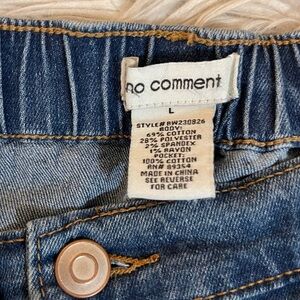 no comment
L
STYLE# BW230826
BODY:
69% COTTON
28% POLYESTER
2% SPANDEX
1% RAYON
POCKET:
100% COTTON
RN# 89354
MADE IN CHINA
SEE REVERSE
FOR CARE